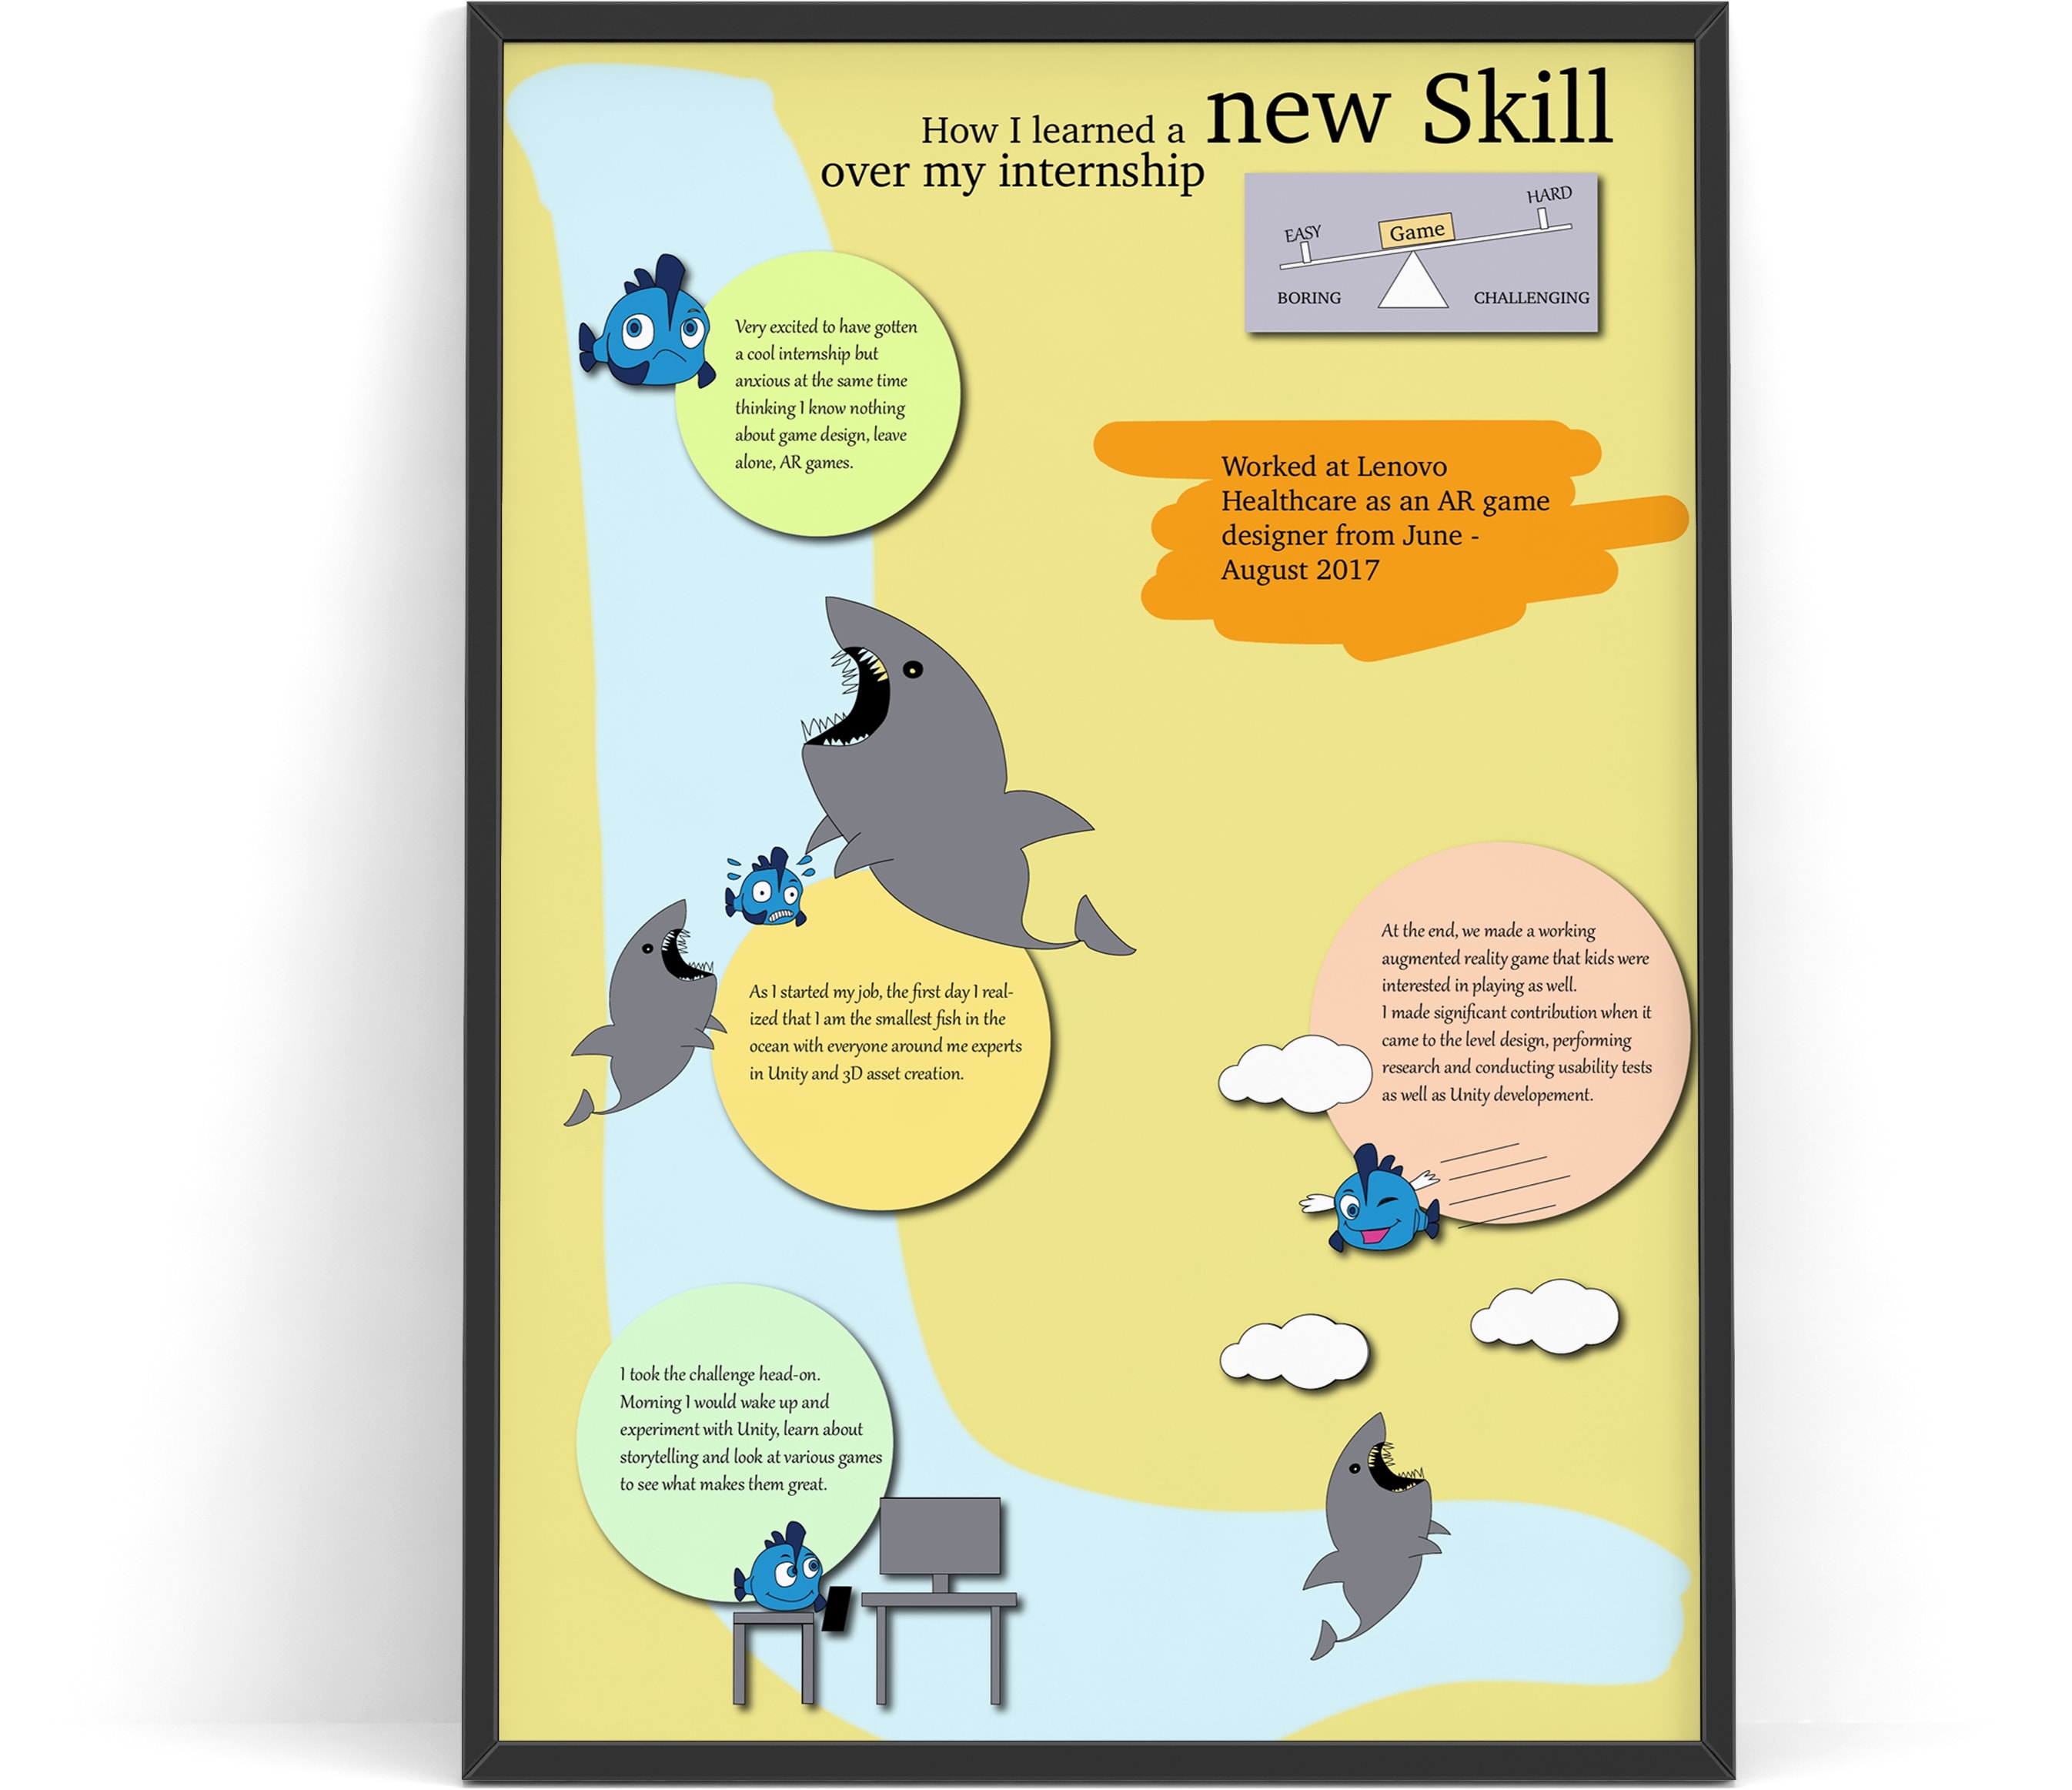 How I learned a new Skill
over my internship
EASY
Game
HARD
BORING
CHALLENGING
Very excited to have gotten
a cool internship but
anxious at the same time
thinking I know nothing
about game design, leave
alone, AR games.
Worked at Lenovo
Healthcare as an AR game
designer from June -
August 2017
As I started my job, the first day I real-
ized that I am the smallest fish in the
ocean with everyone around me experts
in Unity and 3D asset creation.
At the end, we made a working
augmented reality game that kids were
interested in playing as well.
I made significant contribution when it
came to the level design, performing
research and conducting usability tests
as well as Unity developement.
I took the challenge head-on.
Morning I would wake up and
experiment with Unity, learn about
storytelling and look at various games
to see what makes them great.